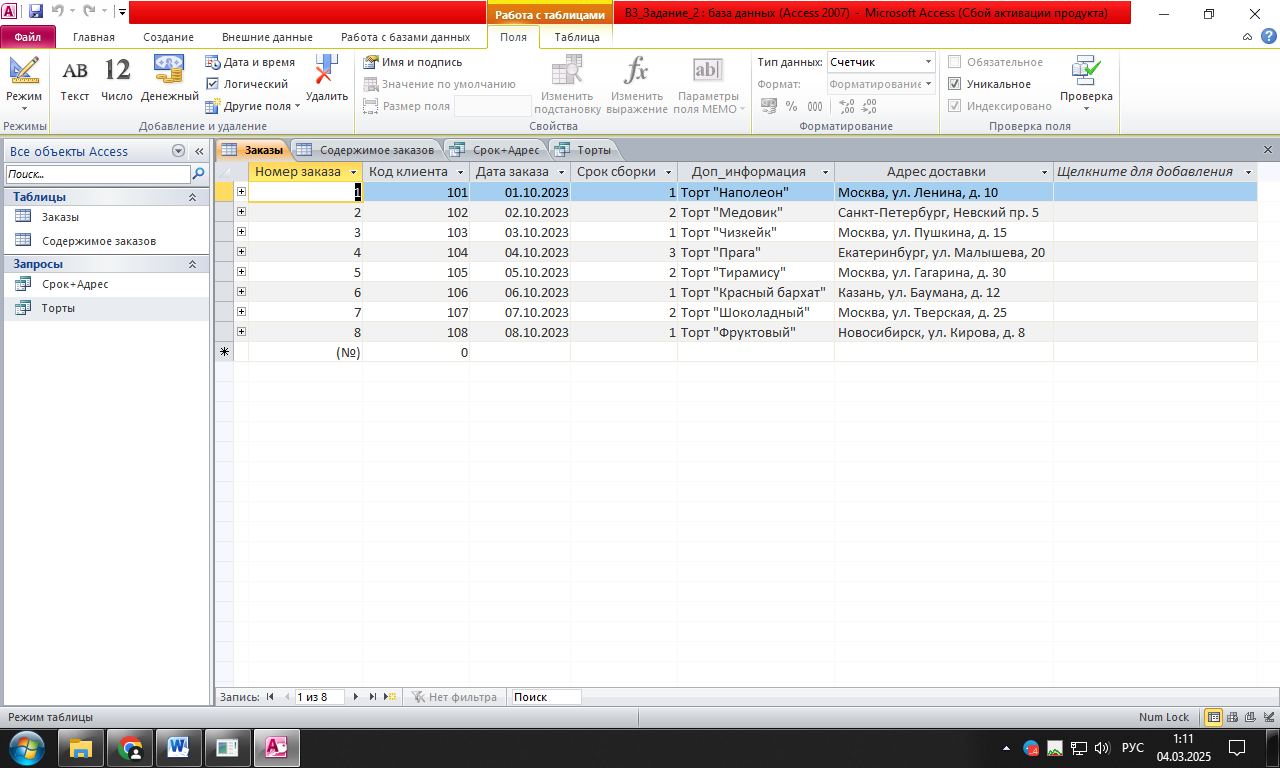 Работа с таблицами
В3_Задание_2 : база данных (Access 2007) - Microsoft Access (Сбой активации продукта)
Файл Главная Создание Внешние данные Работа с базами данных Поля Таблица
Режим
Режимы
АВ Текст
12 Число
Денежный
Дата и время
Логический
Другие поля
Удалить
Добавление и удаление
Имя и подпись
Значение по умолчанию
Размер поля
Изменить подстановку
fx Изменить выражение
ab Параметры поля МЕМО
Свойства
Тип данных: Счетчик
Формат: Форматирование
% 000 ,00 ,00
Форматирование
Обязательное
Уникальное
Индексировано
Проверка
Проверка поля
Все объекты Access
Поиск...
Таблицы
Заказы
Содержимое заказов
Запросы
Срок+Адрес
Торты
Заказы Содержимое заказов Срок+Адрес Торты
Номер заказа Код клиента Дата заказа Срок сборки Доп_информация Адрес доставки Щелкните для добавления
1 101 01.10.2023 1 Торт "Наполеон" Москва, ул. Ленина, д. 10
2 102 02.10.2023 2 Торт "Медовик" Санкт-Петербург, Невский пр. 5
3 103 03.10.2023 1 Торт "Чизкейк" Москва, ул. Пушкина, д. 15
4 104 04.10.2023 3 Торт "Прага" Екатеринбург, ул. Малышева, 20
5 105 05.10.2023 2 Торт "Тирамису" Москва, ул. Гагарина, д. 30
6 106 06.10.2023 1 Торт "Красный бархат" Казань, ул. Баумана, д. 12
7 107 07.10.2023 2 Торт "Шоколадный" Москва, ул. Тверская, д. 25
8 108 08.10.2023 1 Торт "Фруктовый" Новосибирск, ул. Кирова, д. 8
(№) 0
Запись: 1 из 8 Нет фильтра Поиск
Режим таблицы Num Lock
РУС
1:11
04.03.2025